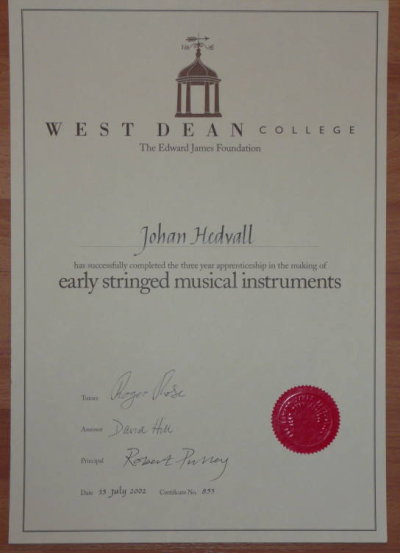 WEST DEAN COLLEGE
The Edward James Foundation
Johan Hedvall
has successfully completed the three year apprenticeship in the making of
early stringed musical instruments
Tutors Roger Rose
Assessor David Hill
Principal Robert Pulley
Date 15 July 2002 Certificate No. 853